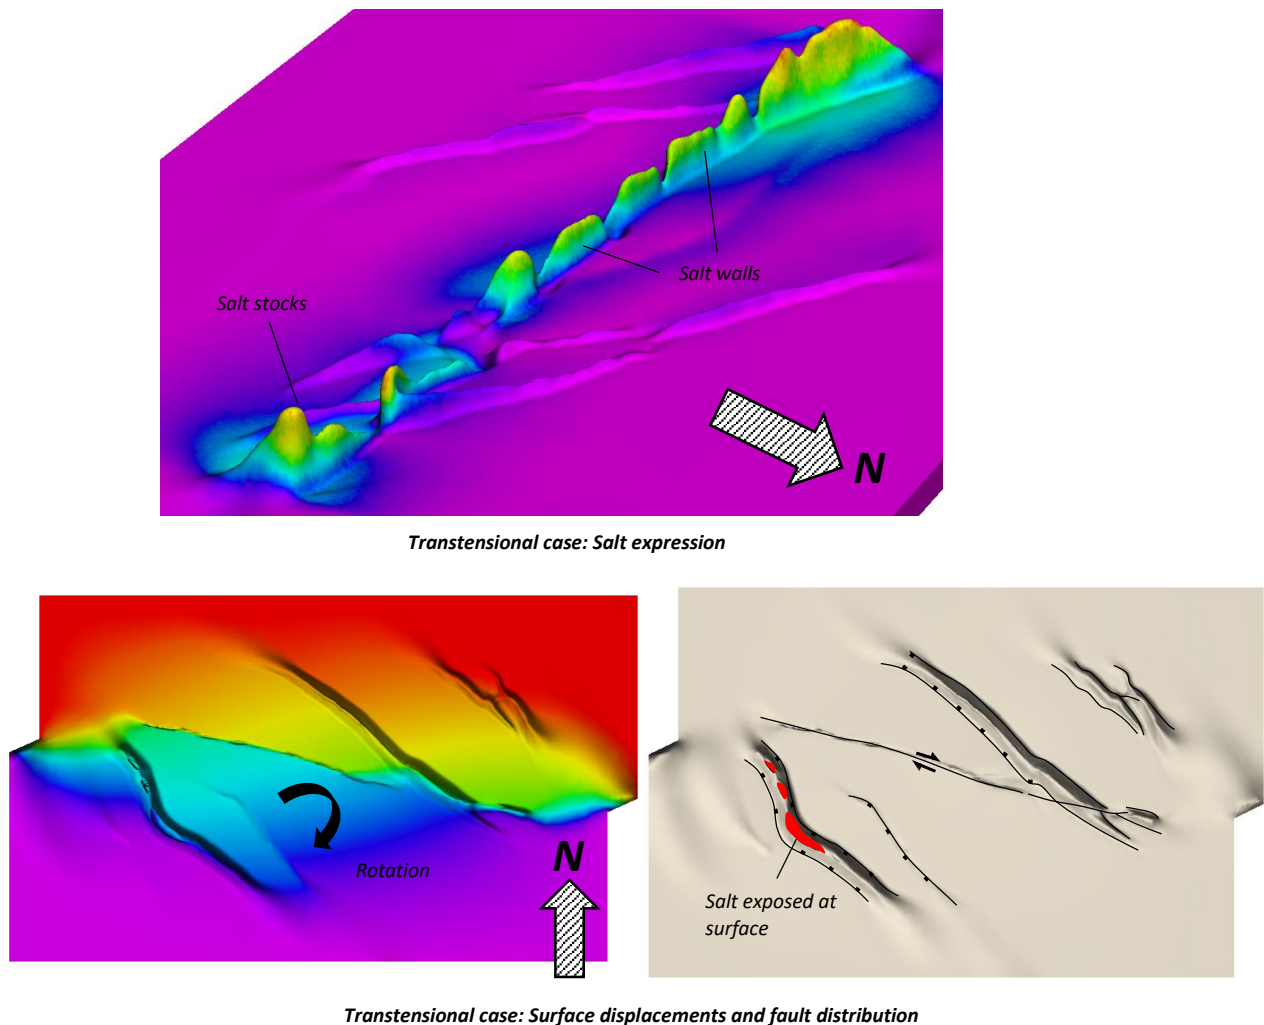 Salt walls
Salt stocks
N
Transtensional case: Salt expression
Rotation
N
Salt exposed at
surface
Transtensional case: Surface displacements and fault distribution